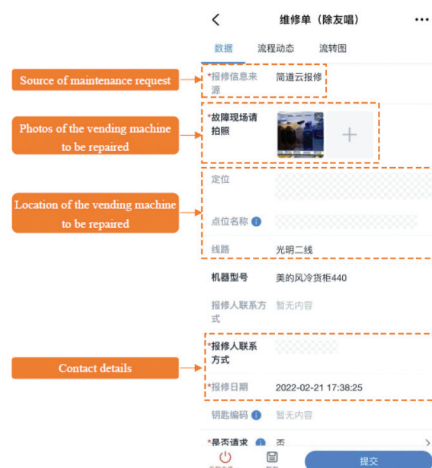 维修单（除友唱）
数据 流程动态 流转图
Source of maintenance request
*报修信息来
源
简道云报修
Photos of the vending machine
to be repaired
*故障现场请
拍照
Location of the vending machine
to be repaired
定位
点位名称
线路
光明二线
机器型号
美的风冷货柜440
报修人联系方
式
暂无内容
Contact details
*报修人联系
方式
*报修日期
2022-02-21 17:38:25
钥匙编码
暂无内容
*是否请求
否
提交